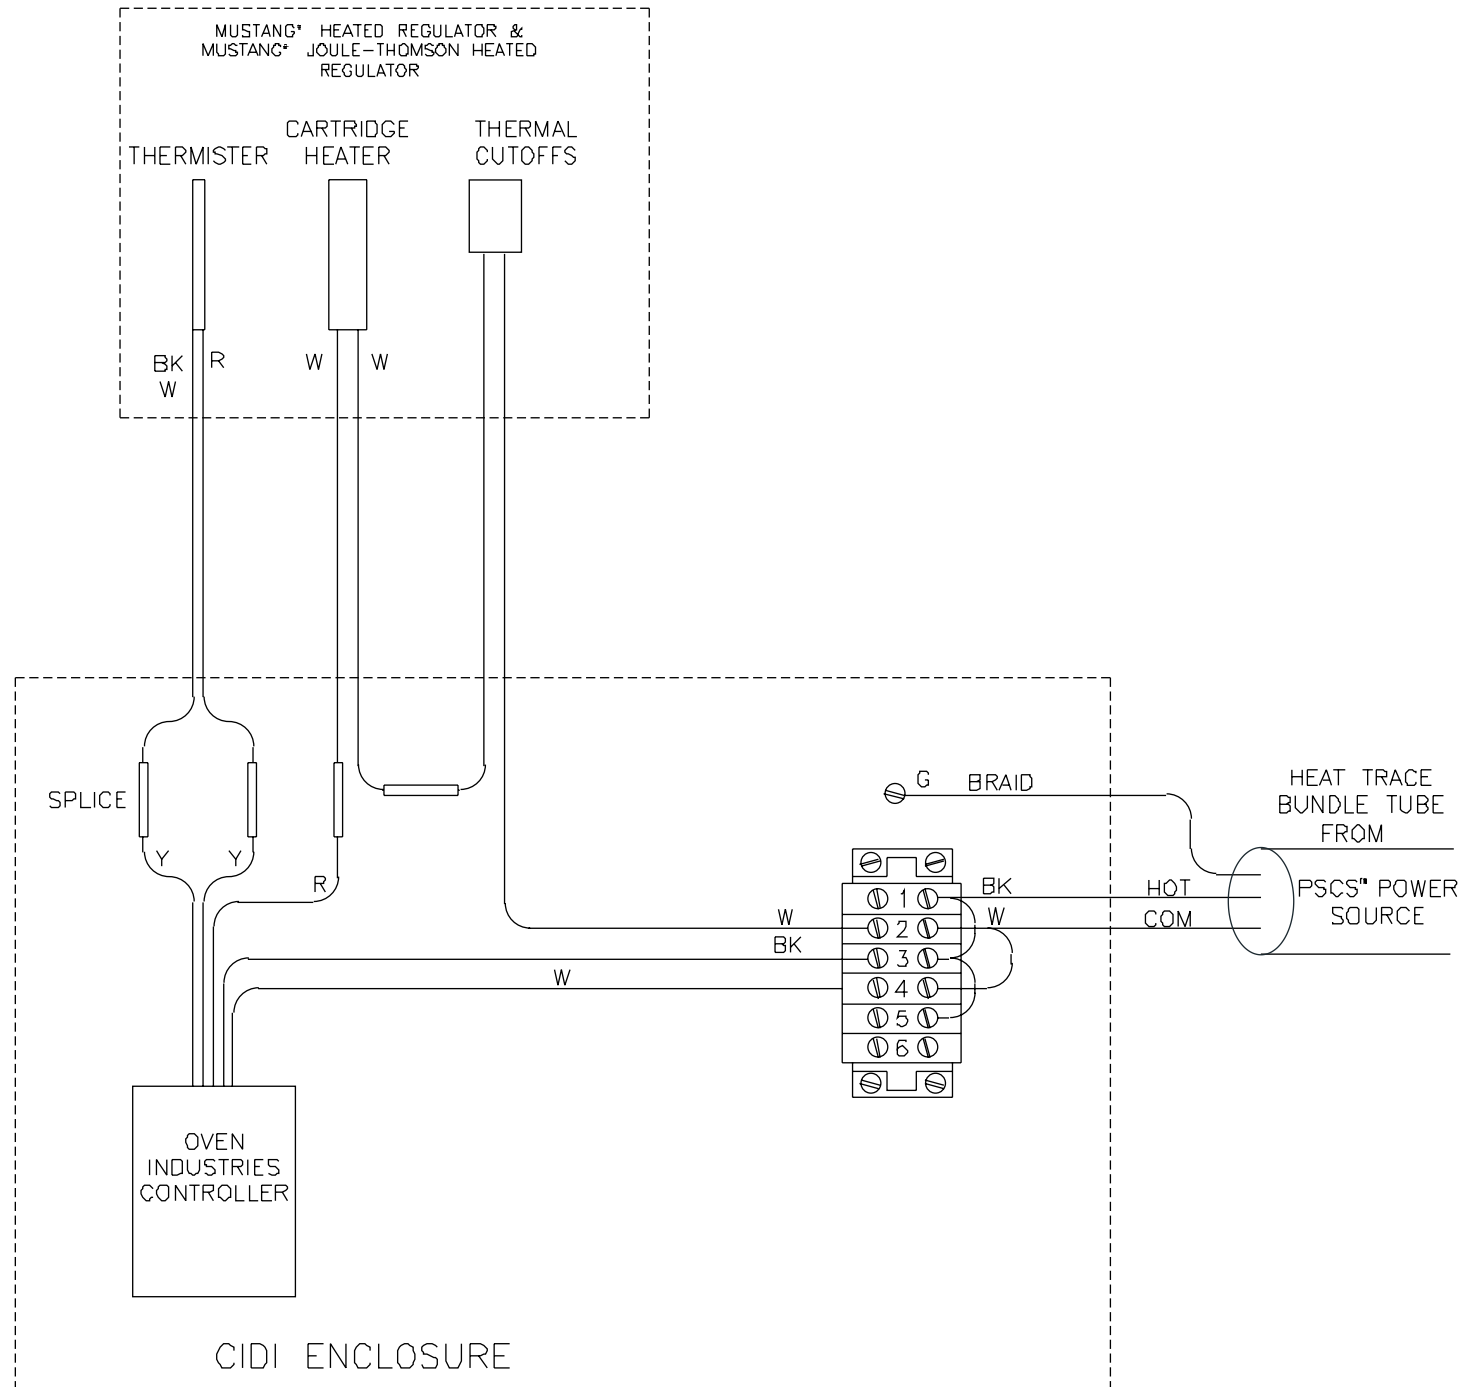 MUSTANG® HEATED REGULATOR &
MUSTANG® JOULE-THOMSON HEATED
REGULATOR
THERMISTER
CARTRIDGE
HEATER
THERMAL
CUTOFFS
BK
W
R
W
W
SPLICE
Y
Y
R
G
BRAID
HEAT TRACE
BUNDLE TUBE
FROM
PSCS™ POWER
SOURCE
BK
HOT
W
COM
W
BK
W
1
2
3
4
5
6
OVEN
INDUSTRIES
CONTROLLER
CIDI ENCLOSURE